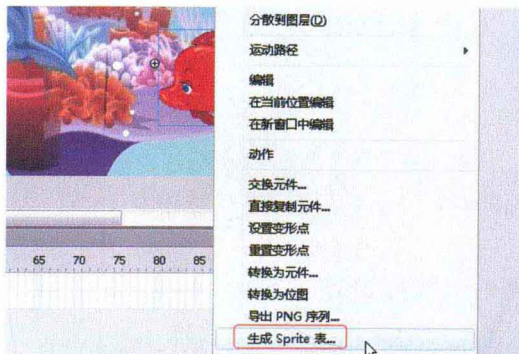 分散到图层(D)
运动路径
编辑
在当前位置编辑
在新窗口中编辑
动作
交换元件...
直接复制元件...
设置变形点
重置变形点
转换为元件...
转换为位图
导出 PNG 序列...
生成 Sprite 表...
65 70 75 80 85